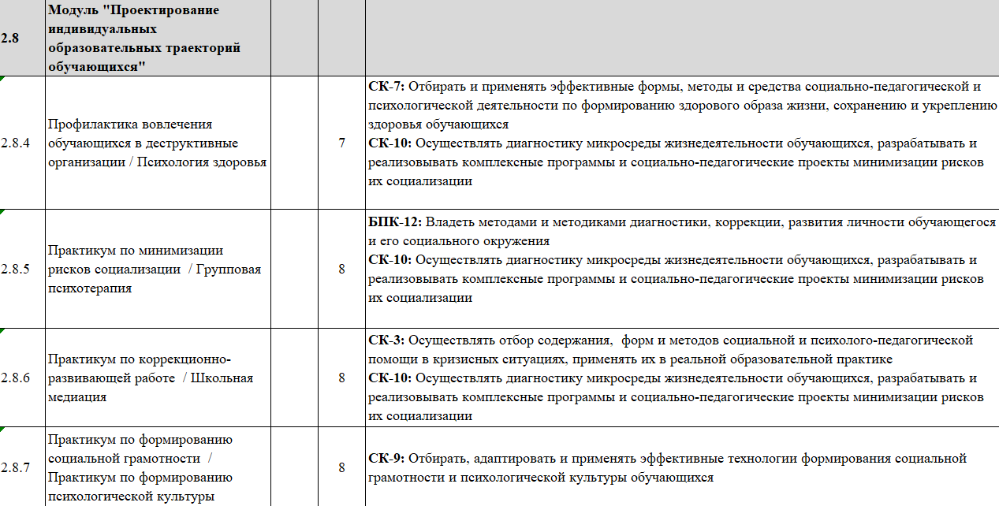 2.8
Модуль "Проектирование
индивидуальных
образовательных траекторий
обучающихся"
2.8.4
Профилактика вовлечения
обучающихся в деструктивные
организации / Психология здоровья
7
СК-7: Отбирать и применять эффективные формы, методы и средства социально-педагогической и
психологической деятельности по формированию здорового образа жизни, сохранению и укреплению
здоровья обучающихся
СК-10: Осуществлять диагностику микросреды жизнедеятельности обучающихся, разрабатывать и
реализовывать комплексные программы и социально-педагогические проекты минимизации рисков
их социализации
2.8.5
Практикум по минимизации
рисков социализации / Групповая
психотерапия
8
БПК-12: Владеть методами и методиками диагностики, коррекции, развития личности обучающегося
и его социального окружения
СК-10: Осуществлять диагностику микросреды жизнедеятельности обучающихся, разрабатывать и
реализовывать комплексные программы и социально-педагогические проекты минимизации рисков
их социализации
2.8.6
Практикум по коррекционно-
развивающей работе / Школьная
медиация
8
СК-3: Осуществлять отбор содержания, форм и методов социальной и психолого-педагогической
помощи в кризисных ситуациях, применять их в реальной образовательной практике
СК-10: Осуществлять диагностику микросреды жизнедеятельности обучающихся, разрабатывать и
реализовывать комплексные программы и социально-педагогические проекты минимизации рисков
их социализации
2.8.7
Практикум по формированию
социальной грамотности /
Практикум по формированию
психологической культуры
8
СК-9: Отбирать, адаптировать и применять эффективные технологии формирования социальной
грамотности и психологической культуры обучающихся